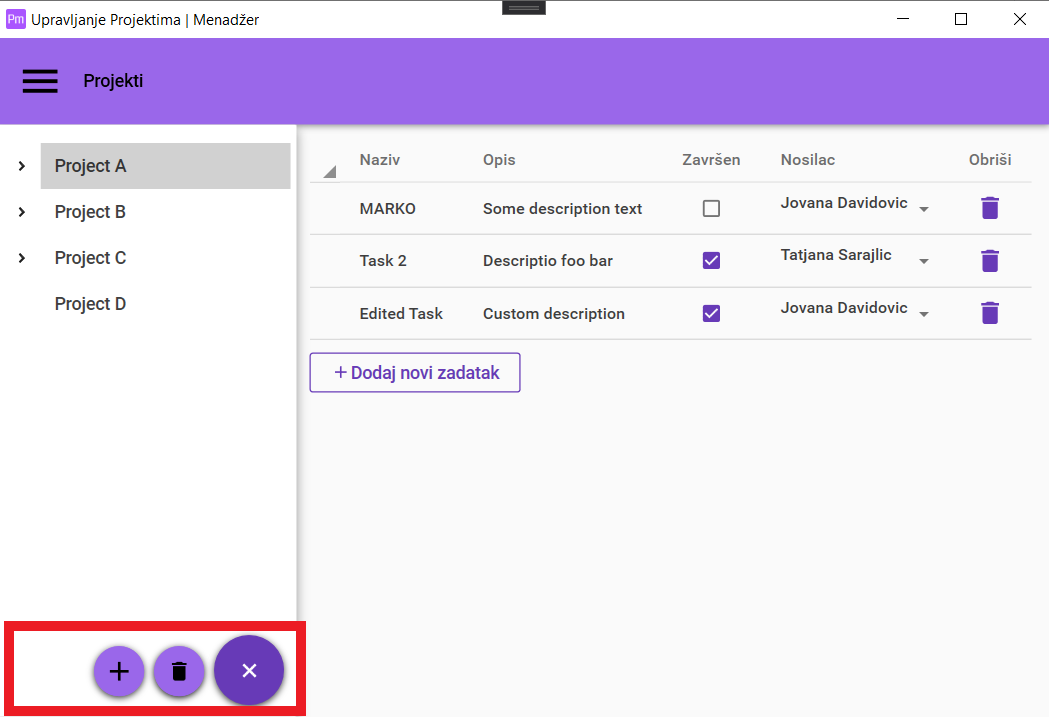 Pm Upravljanje Projektima | Menadžer
Projekti
Project A
Project B
Project C
Project D
Naziv Opis Završen Nosilac Obriši
MARKO Some description text Jovana Davidovic
Task 2 Descriptio foo bar Tatjana Sarajlic
Edited Task Custom description Jovana Davidovic
+ Dodaj novi zadatak